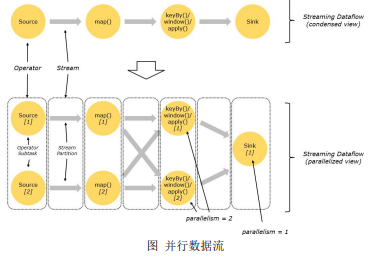 Source
map()
keyBy()/
window()/
apply()
Sink
Streaming Dataflow
(condensed view)
Operator
Stream
Source
[1]
map()
[1]
keyBy()/
window()/
apply()
[1]
Operator
Subtask
Stream
Partition
Sink
[1]
Streaming Dataflow
(parallelized view)
Source
[2]
map()
[2]
keyBy()/
window()/
apply()
[2]
parallelism = 2
parallelism = 1
图 并行数据流